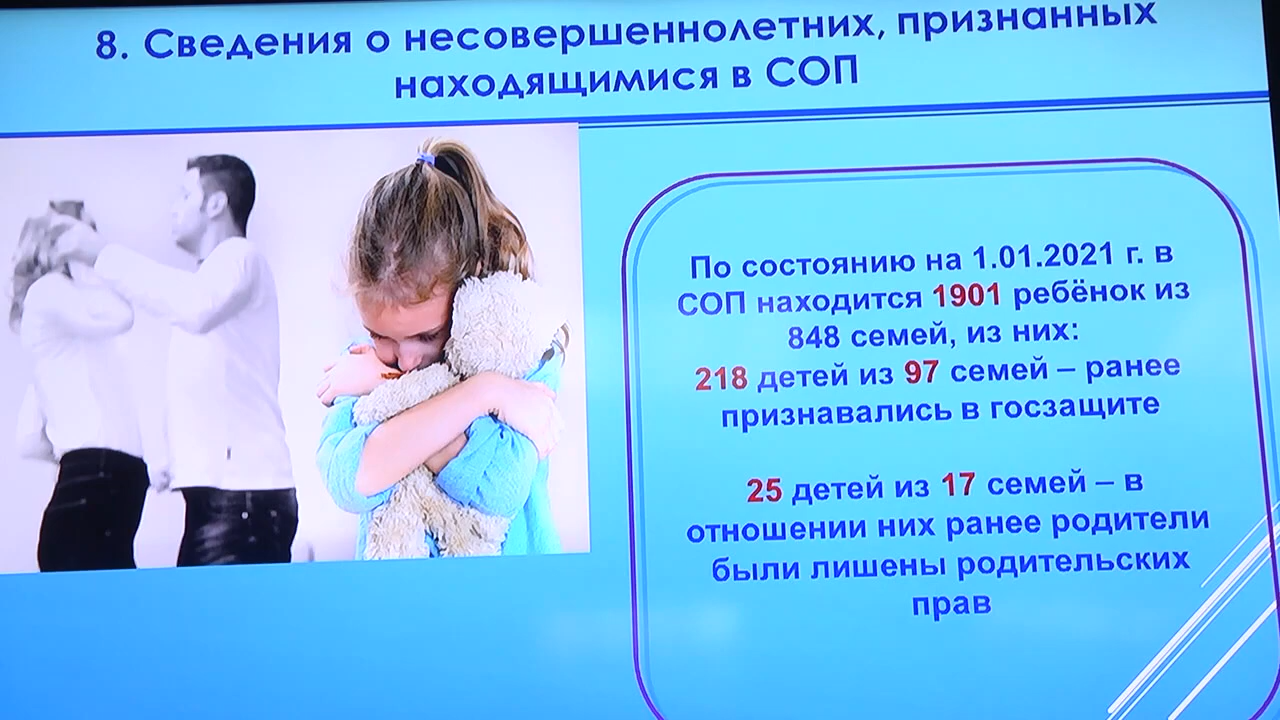 8. Сведения о несовершеннолетних, признанных
находящимися в СОП
По состоянию на 1.01.2021 г. в
СОП находится 1901 ребёнок из
848 семей, из них:
218 детей из 97 семей – ранее
признавались в госзащите
25 детей из 17 семей – в
отношении них ранее родители
были лишены родительских
прав